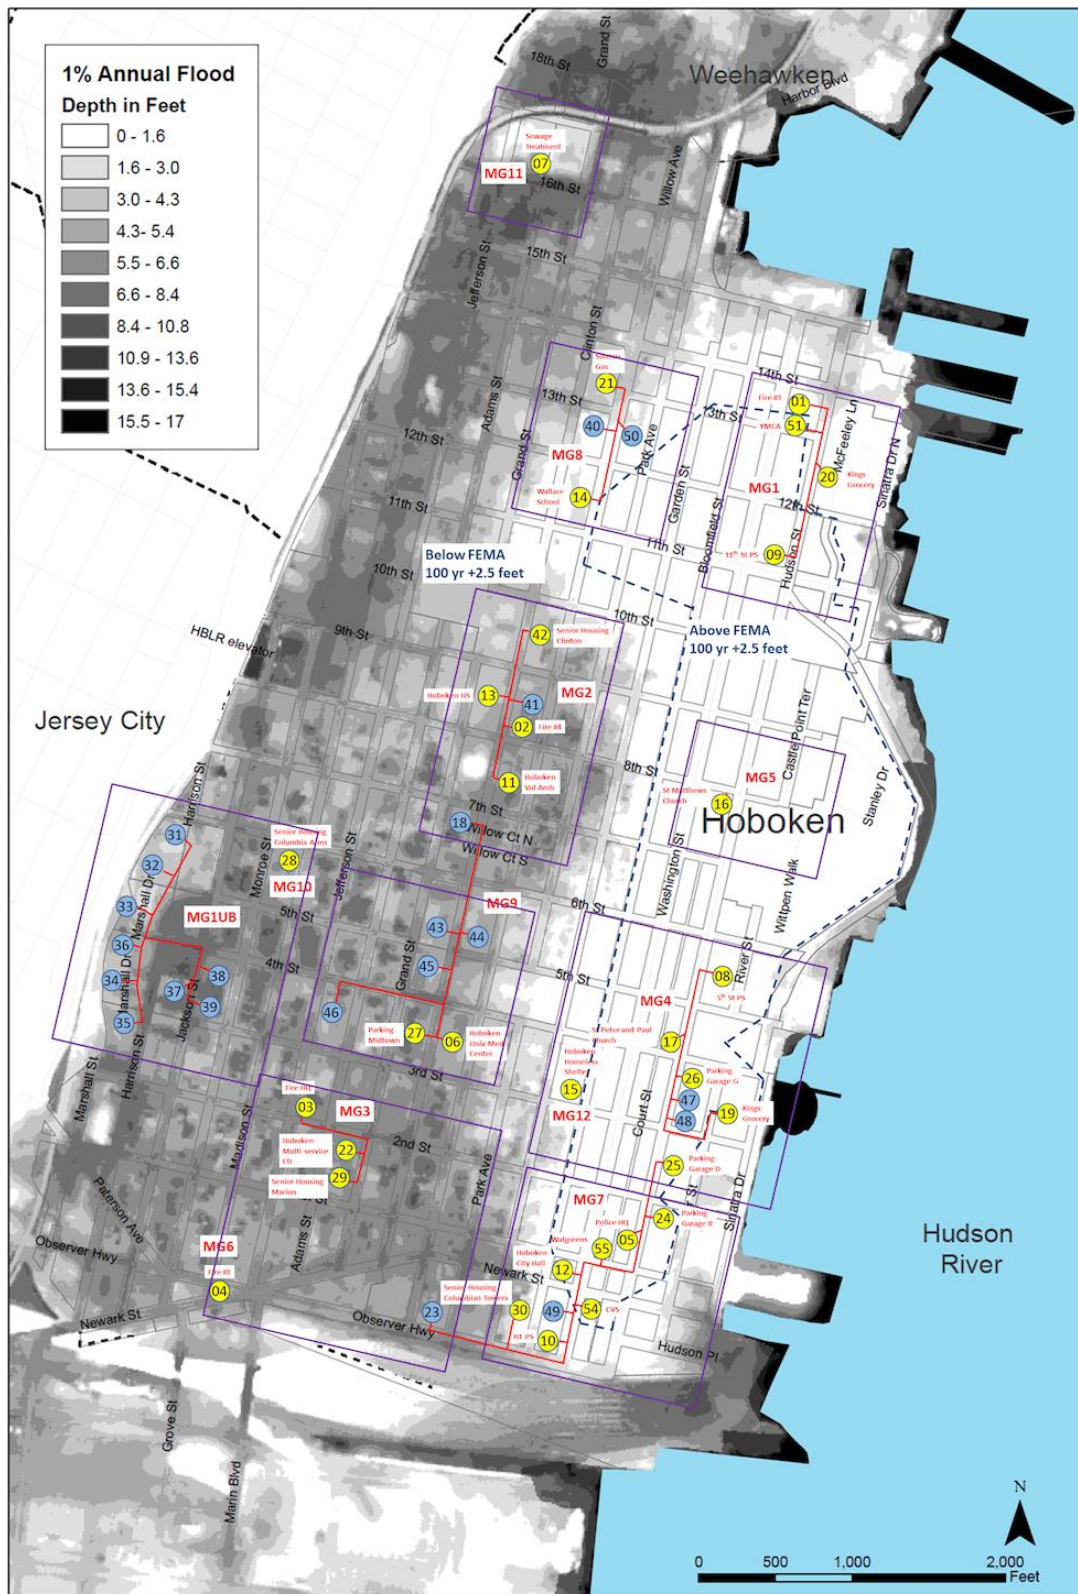 1% Annual Flood
Depth in Feet
0 - 1.6
1.6 - 3.0
3.0 - 4.3
4.3- 5.4
5.5 - 6.6
6.6 - 8.4
8.4 - 10.8
10.9 - 13.6
13.6 - 15.4
15.5 - 17
Grand St
18th St
Weehawken
Harbor Blvd
Sewage
Treatment
07
MG11
16th St
Willow Ave
15th St
Jefferson St
Clinton St
Gas
21
13th St
14th St
Fire #3
01
13th St
YMCA
51
McFeeley Ln
Sinatra Dr N
Adams St
40
50
Park Ave
12th St
Grand St
MG8
Kings
Grocery
20
MG1
Garden St
Wallace
School
14
12th St
11th St
Bloomfield St
11th St
11th St PS
09
Hudson St
Below FEMA
100 yr +2.5 feet
10th St
10th St
9th St
HBLR elevator
42
Senior Housing
Clinton
Above FEMA
100 yr +2.5 feet
Hoboken HS
13
MG2
41
02
Fire #4
Jersey City
Castle Point Ter
11
Hoboken
Vol Amb
8th St
MG5
St Matthews
Church
16
Stanley Dr
Harrison St
7th St
18
Willow Ct N
Willow Ct S
Hoboken
31
Senior Housing
Columbia Arms
28
32
Monroe St
Jefferson St
Washington St
Wittpen Walk
MG10
Marshall Dr
33
MG1UB
5th St
MG9
6th St
36
43
44
River St
Grand St
45
4th St
5th St
08
5th St PS
34
Marshall Dr
38
37
39
Jackson St
MG4
35
46
Parking
Midtown
27
06
Hoboken
Univ Med
Center
St Peter and Paul
Church
17
Hoboken
Homeless
Shelter
15
26
Parking
Garage G
47
48
19
Kings
Grocery
Marshall St
Harrison St
3rd St
MG12
Court St
Fire HQ
03
MG3
Madison St
2nd St
Hoboken
Multi-service
Ctr
22
Senior Housing
Marion
29
Park Ave
25
Parking
Garage D
Sinatra Dr
Paterson Ave
MG7
Police HQ
05
24
Parking
Garage B
Walgreens
55
Observer Hwy
MG6
Adams St
Hoboken
City Hall
12
Newark St
Fire #1
04
Senior Housing
Columbian Towers
30
23
49
54
CVS
Newark St
Observer Hwy
H1 PS
10
Hudson Pl
Hudson
River
Grove St
Marin Blvd
N
0
500
1,000
2,000
Feet